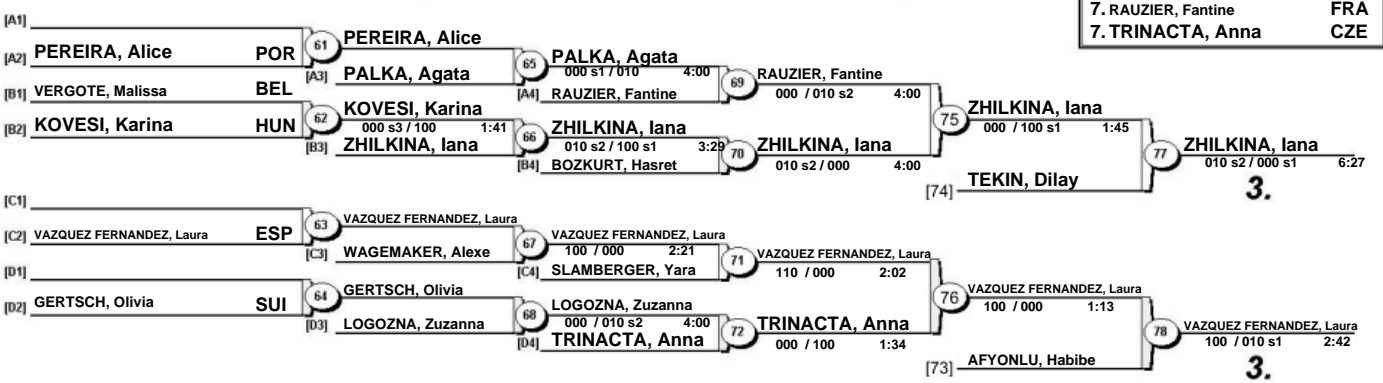 7. RAUZIER, Fantine FRA
7. TRINACTA, Anna CZE
[A1]
[A2] PEREIRA, Alice POR
61 PEREIRA, Alice
[A3] PALKA, Agata
65 PALKA, Agata
000 s1 / 010 4:00
[A4] RAUZIER, Fantine
69 RAUZIER, Fantine
000 / 010 s2 4:00
[B1] VERGOTE, Malissa BEL
[B2] KOVESI, Karina HUN
62 KOVESI, Karina
000 s3 / 100 1:41
[B3] ZHILKINA, Iana
66 ZHILKINA, Iana
010 s2 / 100 s1 3:29
[B4] BOZKURT, Hasret
70 ZHILKINA, Iana
010 s2 / 000 4:00
75 ZHILKINA, Iana
000 / 100 s1 1:45
[74] TEKIN, Dilay
77 ZHILKINA, Iana
010 s2 / 000 s1 6:27
3.
[C1]
[C2] VAZQUEZ FERNANDEZ, Laura ESP
63 VAZQUEZ FERNANDEZ, Laura
[C3] WAGEMAKER, Alexe
67 VAZQUEZ FERNANDEZ, Laura
100 / 000 2:21
[C4] SLAMBERGER, Yara
71 VAZQUEZ FERNANDEZ, Laura
110 / 000 2:02
[D1]
[D2] GERTSCH, Olivia SUI
64 GERTSCH, Olivia
[D3] LOGOZNA, Zuzanna
68 LOGOZNA, Zuzanna
000 / 010 s2 4:00
[D4] TRINACTA, Anna
72 TRINACTA, Anna
000 / 100 1:34
76 VAZQUEZ FERNANDEZ, Laura
100 / 000 1:13
[73] AFYONLU, Habibe
78 VAZQUEZ FERNANDEZ, Laura
100 / 010 s1 2:42
3.